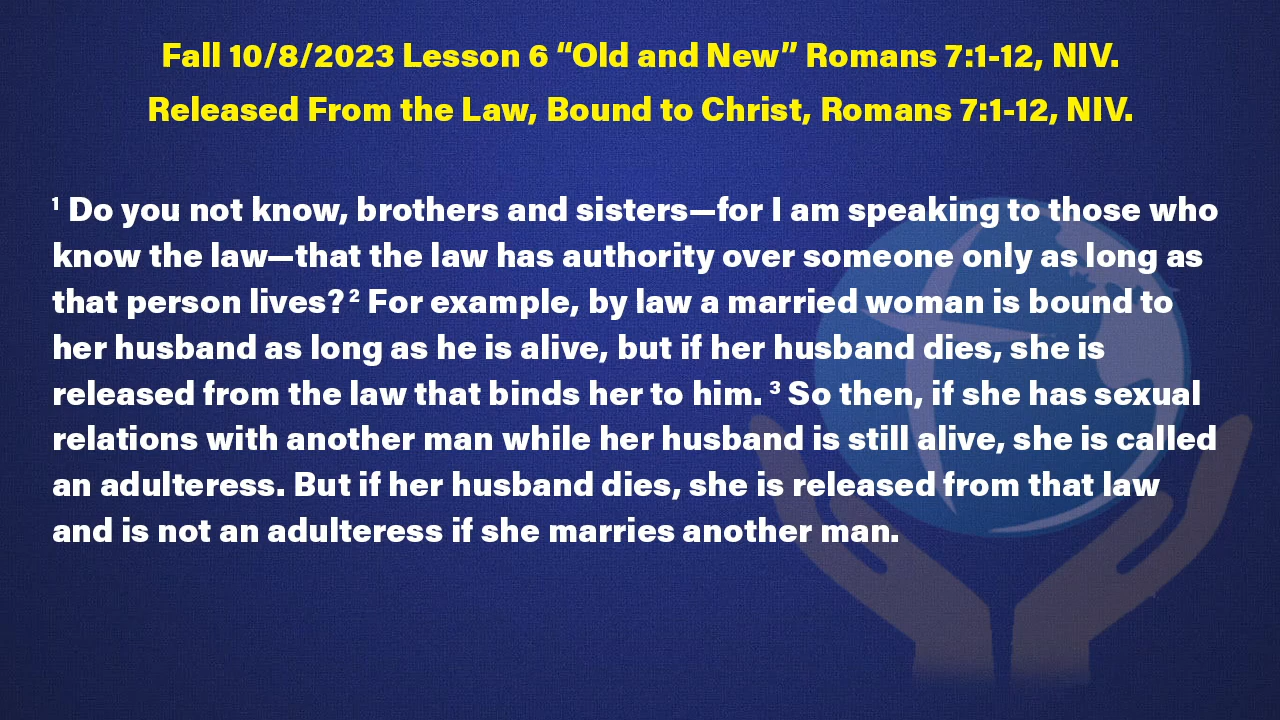 Fall 10/8/2023 Lesson 6 “Old and New” Romans 7:1-12, NIV.
Released From the Law, Bound to Christ, Romans 7:1-12, NIV.
¹ Do you not know, brothers and sisters—for I am speaking to those who
know the law—that the law has authority over someone only as long as
that person lives? ² For example, by law a married woman is bound to
her husband as long as he is alive, but if her husband dies, she is
released from the law that binds her to him. ³ So then, if she has sexual
relations with another man while her husband is still alive, she is called
an adulteress. But if her husband dies, she is released from that law
and is not an adulteress if she marries another man.